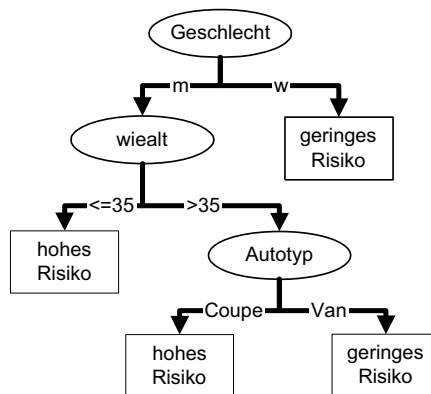 Geschlecht
m
w
wiealt
geringes
Risiko
<=35
>35
hohes
Risiko
Autotyp
Coupe
Van
hohes
Risiko
geringes
Risiko